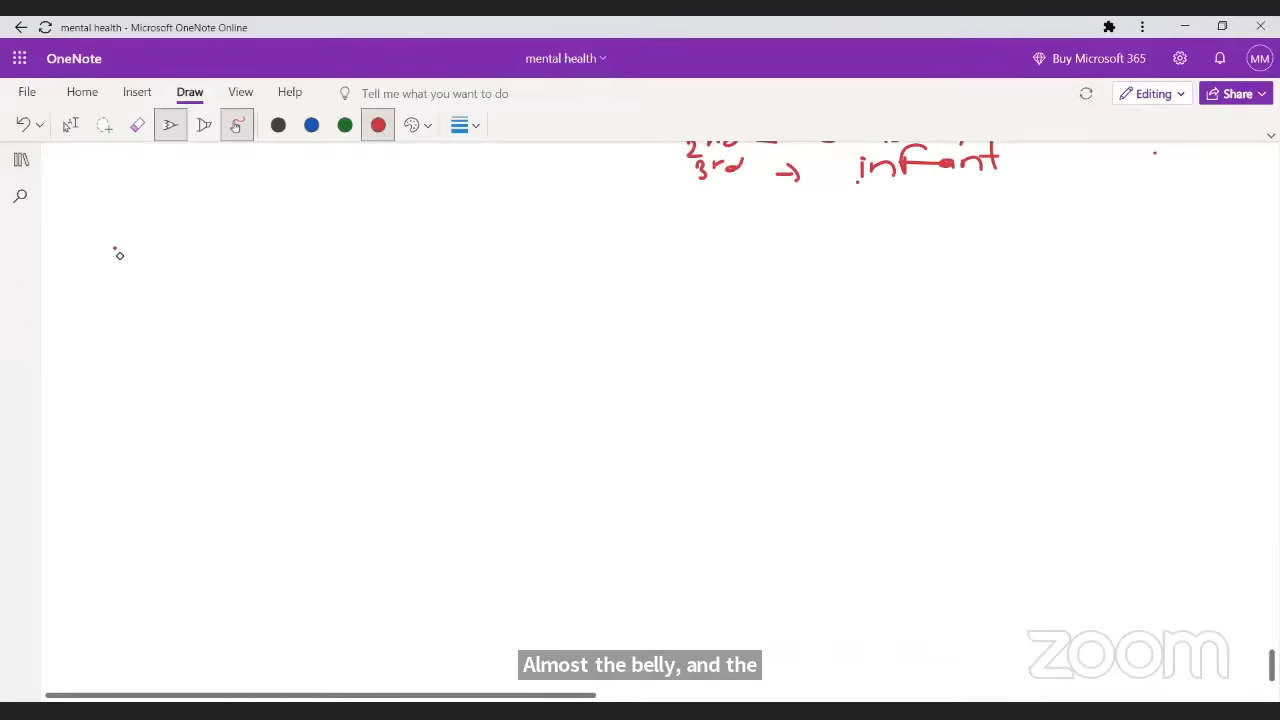 mental health - Microsoft OneNote Online
OneNote
mental health
Buy Microsoft 365
MM
File Home Insert Draw View Help Tell me what you want to do
Editing
Share
2nd
3rd → infant
Almost the belly, and the
zoom